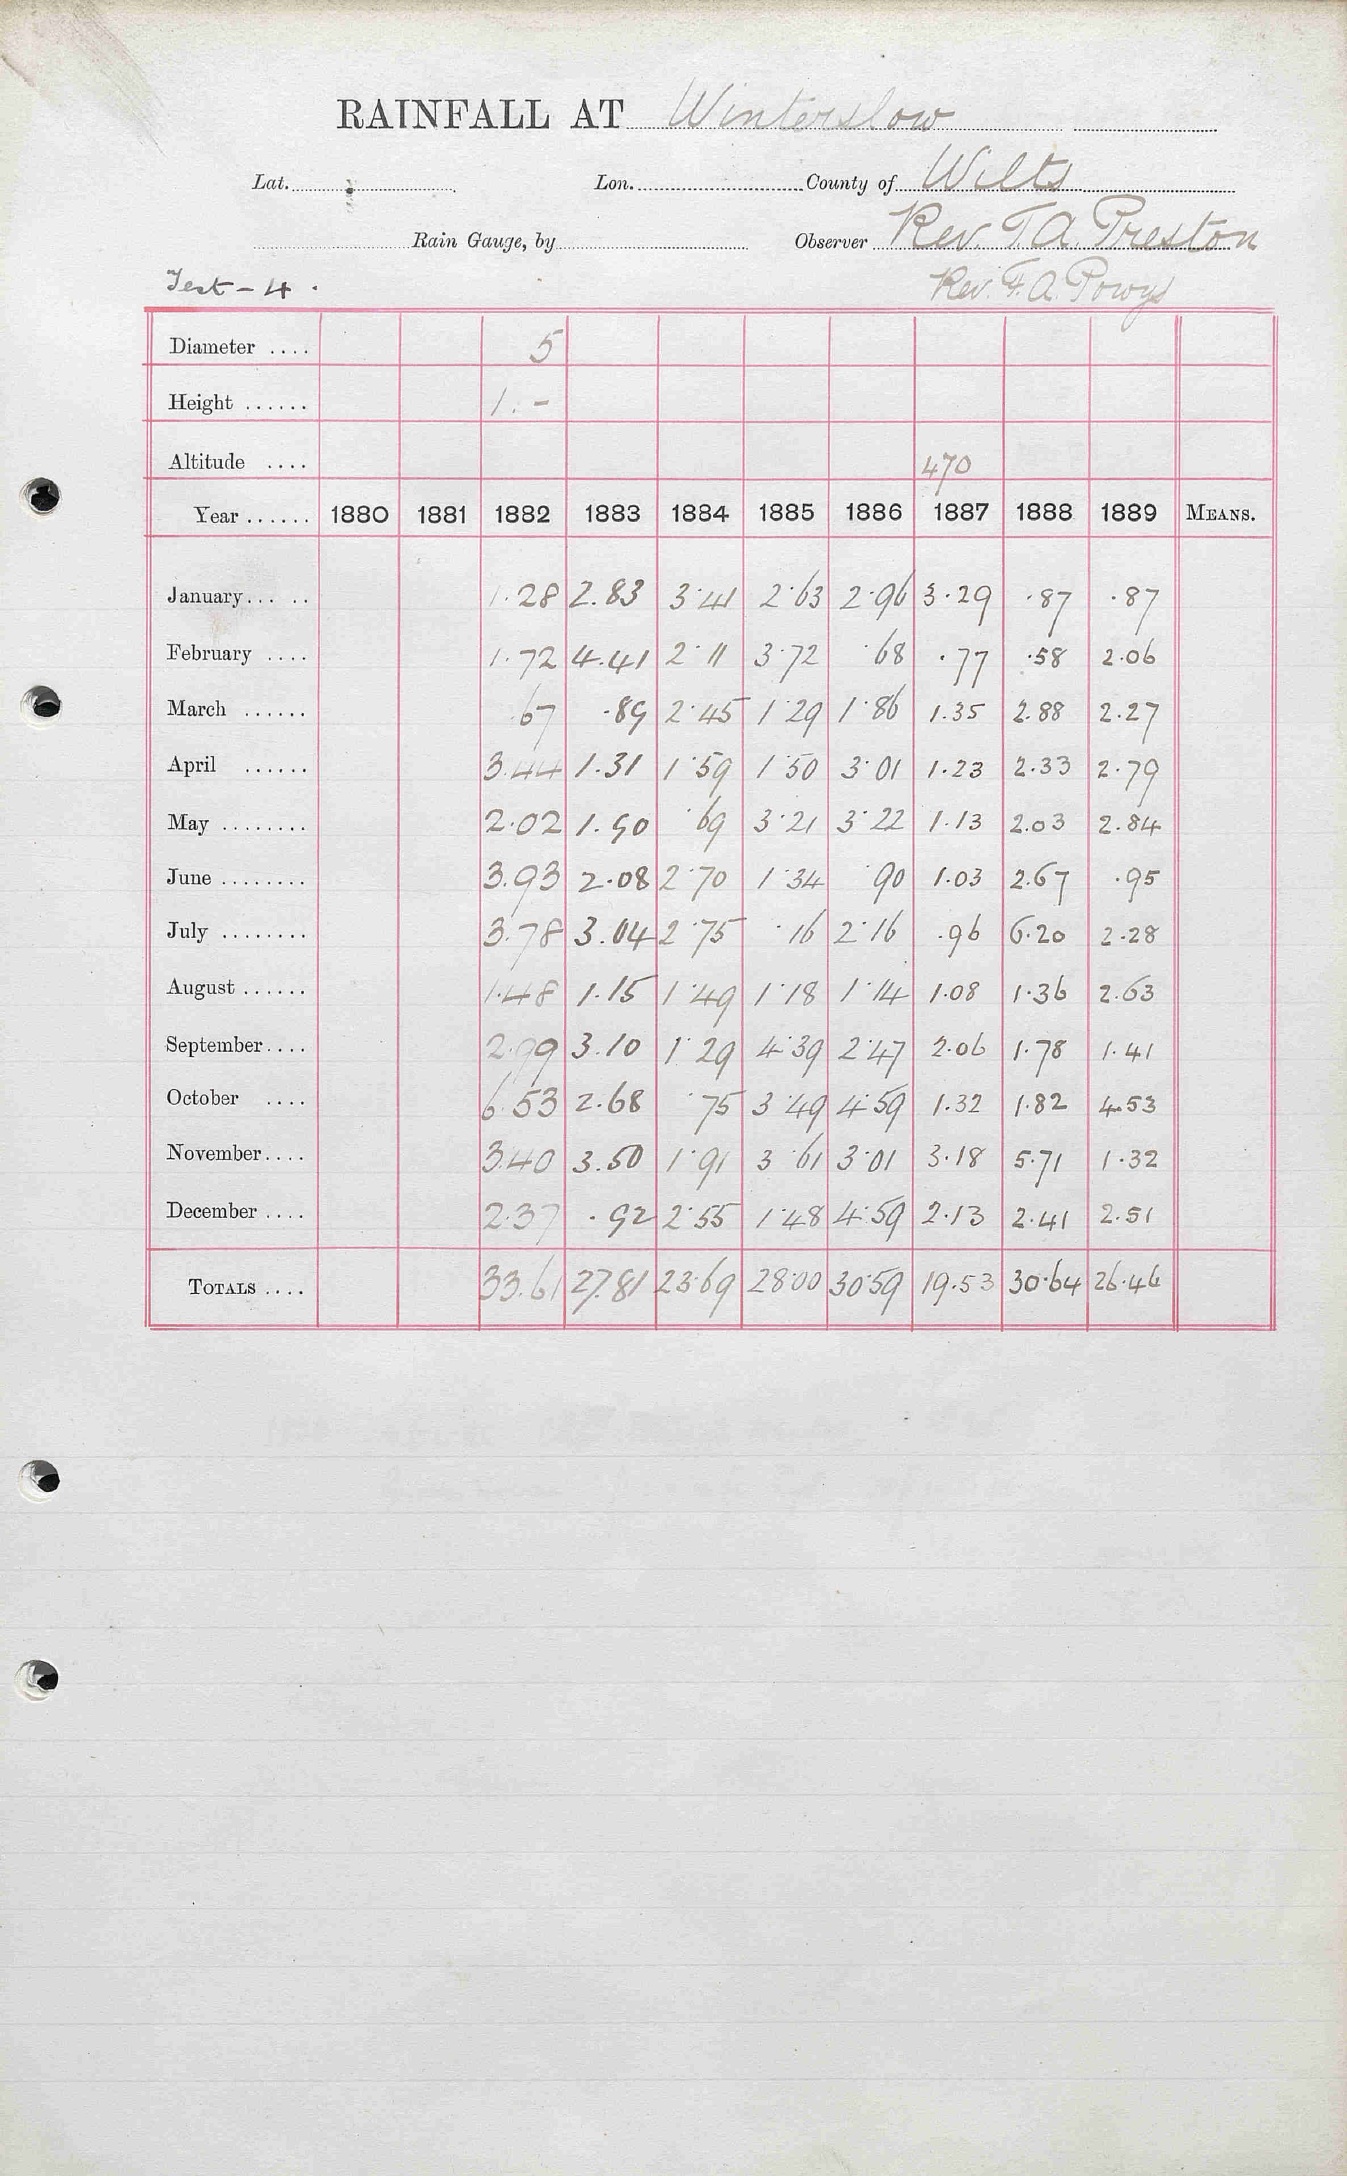 RAINFALL AT Winterslow
Lat. Lon. County of Wilts
Rain Gauge, by Observer Rev. T. A. Preston
Test - 4 . Rev. F. A. Powys
Diameter .... 5
Height ...... 1. -
Altitude .... 470
Year ...... 1880 1881 1882 1883 1884 1885 1886 1887 1888 1889 MEANS.
January... .. 1.28 2.83 3.41 2.63 2.96 3.29 .87 .87
February .... 1.72 4.41 2.11 3.72 .68 .77 .58 2.06
March ...... .67 .89 2.45 1.29 1.86 1.35 2.88 2.27
April ...... 3.44 1.31 1.59 1.50 3.01 1.23 2.33 2.79
May ........ 2.02 1.90 .69 3.21 3.22 1.13 2.03 2.84
June ........ 3.93 2.08 2.70 1.34 .90 1.03 2.67 .95
July ........ 3.78 3.04 2.75 .16 2.16 .96 6.20 2.28
August ...... 1.48 1.15 1.49 1.18 1.14 1.08 1.36 2.63
September.... 2.99 3.10 1.29 4.39 2.47 2.06 1.78 1.41
October .... 6.53 2.68 .75 3.49 4.59 1.32 1.82 4.53
November.... 3.40 3.50 1.91 3.61 3.01 3.18 5.71 1.32
December .... 2.37 .92 2.55 1.48 4.59 2.13 2.41 2.51
TOTALS .... 33.61 27.81 23.69 28.00 30.59 19.53 30.64 26.46